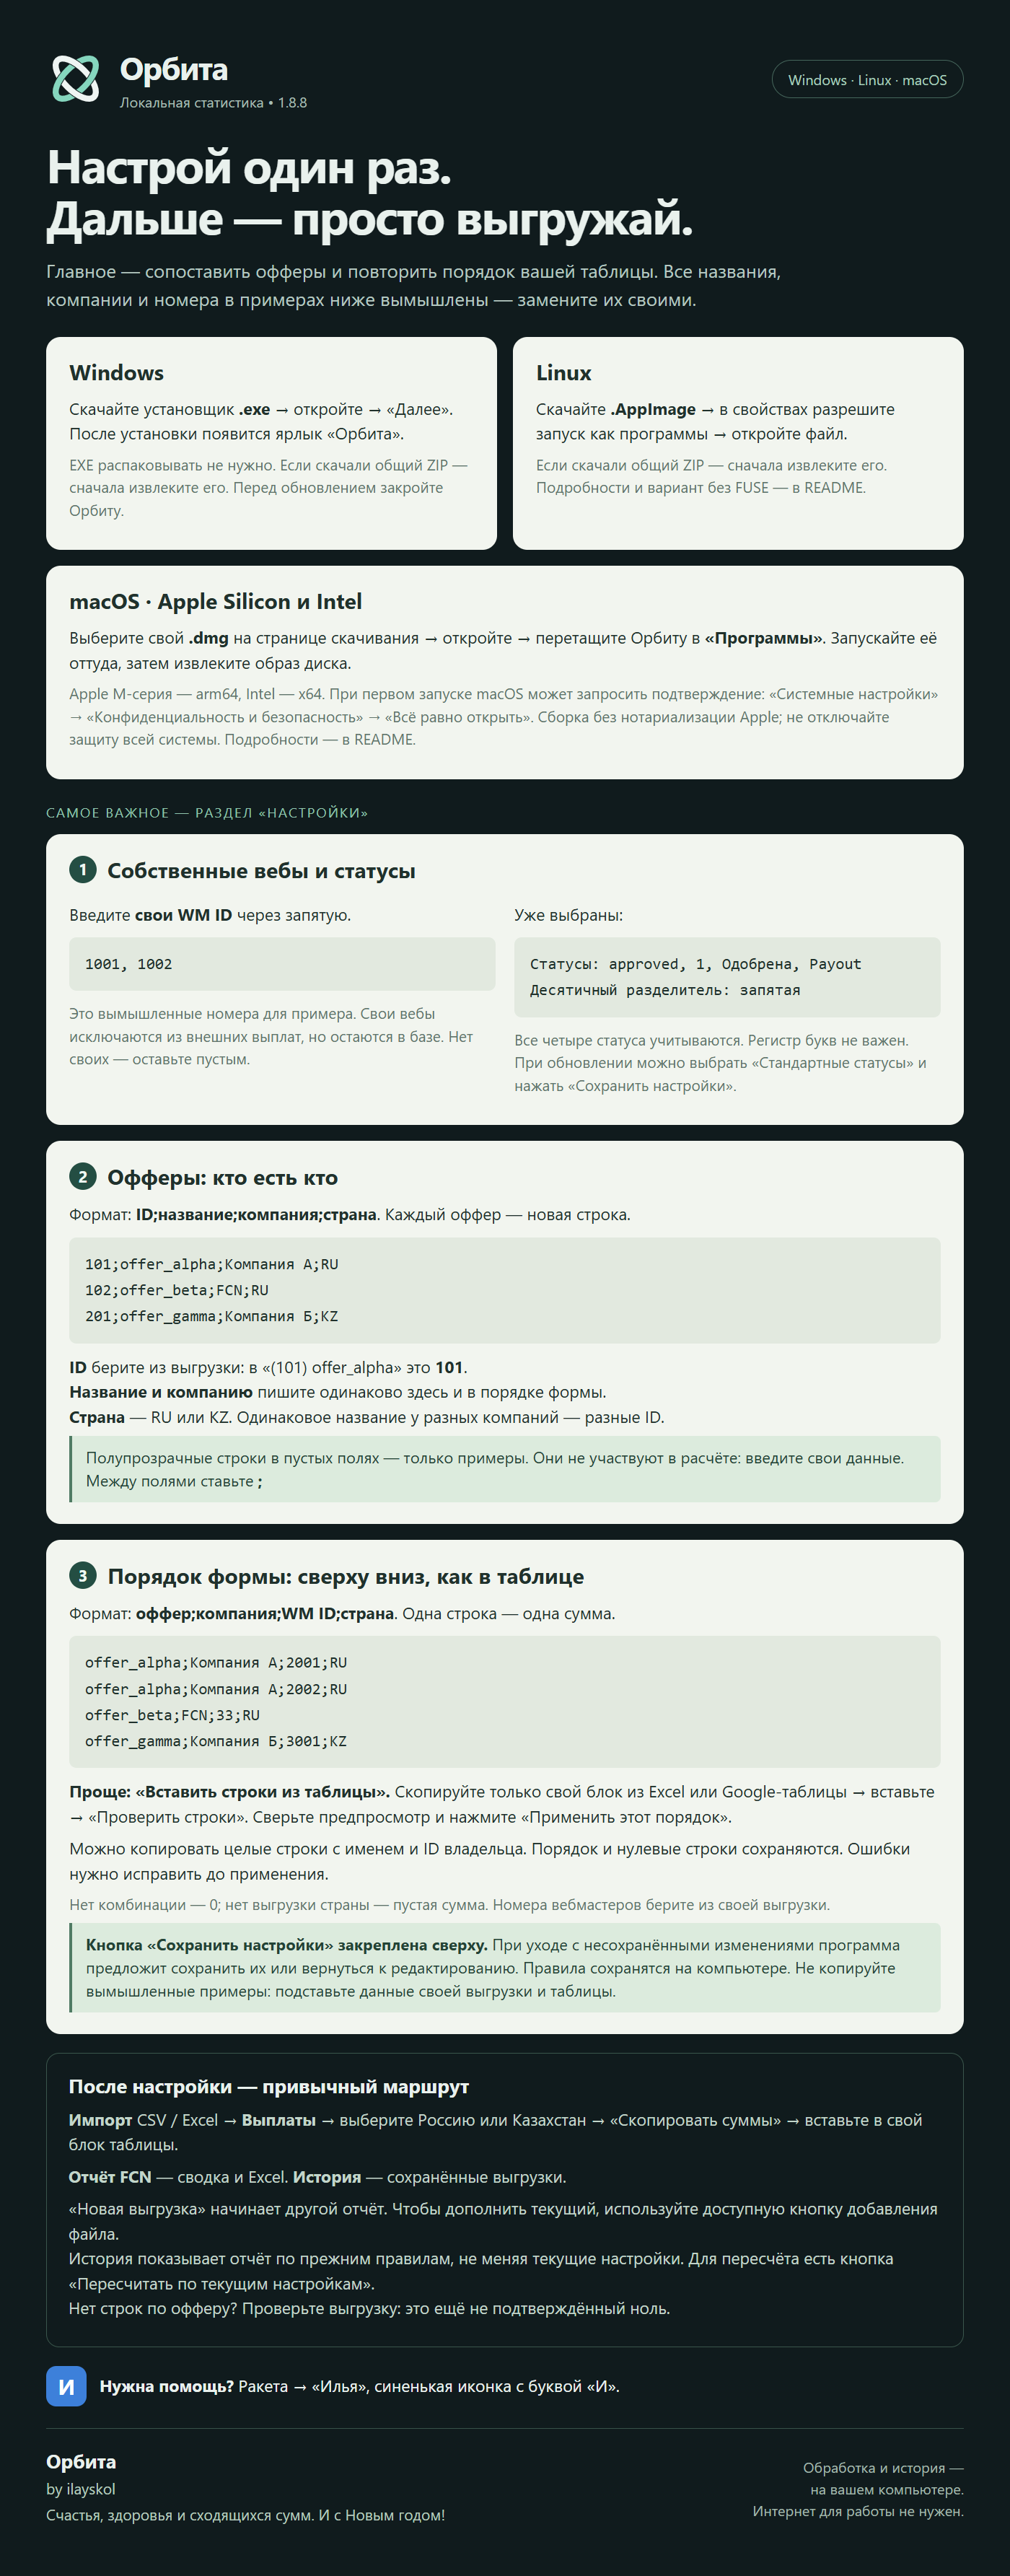 Орбита
Локальная статистика • 1.8.8
Windows · Linux · macOS
Настрой один раз.
Дальше — просто выгружай.
Главное — сопоставить офферы и повторить порядок вашей таблицы. Все названия,
компании и номера в примерах ниже вымышлены — замените их своими.
Windows
Скачайте установщик .exe → откройте → «Далее».
После установки появится ярлык «Орбита».
EXE распаковывать не нужно. Если скачали общий ZIP —
сначала извлеките его. Перед обновлением закройте
Орбиту.
Linux
Скачайте .AppImage → в свойствах разрешите
запуск как программы → откройте файл.
Если скачали общий ZIP — сначала извлеките его.
Подробности и вариант без FUSE — в README.
macOS · Apple Silicon и Intel
Выберите свой .dmg на странице скачивания → откройте → перетащите Орбиту в «Программы». Запускайте её
оттуда, затем извлеките образ диска.
Apple M-серия — arm64, Intel — x64. При первом запуске macOS может запросить подтверждение: «Системные настройки»
→ «Конфиденциальность и безопасность» → «Всё равно открыть». Сборка без нотариализации Apple; не отключайте
защиту всей системы. Подробности — в README.
САМОЕ ВАЖНОЕ — РАЗДЕЛ «НАСТРОЙКИ»
1 Собственные вебы и статусы
Введите свои WM ID через запятую.
1001, 1002
Это вымышленные номера для примера. Свои вебы
исключаются из внешних выплат, но остаются в базе. Нет
своих — оставьте пустым.
Уже выбраны:
Статусы: approved, 1, Одобрена, Payout
Десятичный разделитель: запятая
Все четыре статуса учитываются. Регистр букв не важен.
При обновлении можно выбрать «Стандартные статусы» и
нажать «Сохранить настройки».
2 Офферы: кто есть кто
Формат: ID;название;компания;страна. Каждый оффер — новая строка.
101;offer_alpha;Компания А;RU
102;offer_beta;FCN;RU
201;offer_gamma;Компания Б;KZ
ID берите из выгрузки: в «(101) offer_alpha» это 101.
Название и компанию пишите одинаково здесь и в порядке формы.
Страна — RU или KZ. Одинаковое название у разных компаний — разные ID.
Полупрозрачные строки в пустых полях — только примеры. Они не участвуют в расчёте: введите свои данные.
Между полями ставьте ;
3 Порядок формы: сверху вниз, как в таблице
Формат: оффер;компания;WM ID;страна. Одна строка — одна сумма.
offer_alpha;Компания А;2001;RU
offer_alpha;Компания А;2002;RU
offer_beta;FCN;33;RU
offer_gamma;Компания Б;3001;KZ
Проще: «Вставить строки из таблицы». Скопируйте только свой блок из Excel или Google-таблицы → вставьте
→ «Проверить строки». Сверьте предпросмотр и нажмите «Применить этот порядок».
Можно копировать целые строки с именем и ID владельца. Порядок и нулевые строки сохраняются. Ошибки
нужно исправить до применения.
Нет комбинации — 0; нет выгрузки страны — пустая сумма. Номера вебмастеров берите из своей выгрузки.
Кнопка «Сохранить настройки» закреплена сверху. При уходе с несохранёнными изменениями программа
предложит сохранить их или вернуться к редактированию. Правила сохранятся на компьютере. Не копируйте
вымышленные примеры: подставьте данные своей выгрузки и таблицы.
После настройки — привычный маршрут
Импорт CSV / Excel → Выплаты → выберите Россию или Казахстан → «Скопировать суммы» → вставьте в свой
блок таблицы.
Отчёт FCN — сводка и Excel. История — сохранённые выгрузки.
«Новая выгрузка» начинает другой отчёт. Чтобы дополнить текущий, используйте доступную кнопку добавления
файла.
История показывает отчёт по прежним правилам, не меняя текущие настройки. Для пересчёта есть кнопка
«Пересчитать по текущим настройкам».
Нет строк по офферу? Проверьте выгрузку: это ещё не подтверждённый ноль.
И Нужна помощь? Ракета → «Илья», синенькая иконка с буквой «И».
Орбита
by ilayskol
Счастья, здоровья и сходящихся сумм. И с Новым годом!
Обработка и история —
на вашем компьютере.
Интернет для работы не нужен.